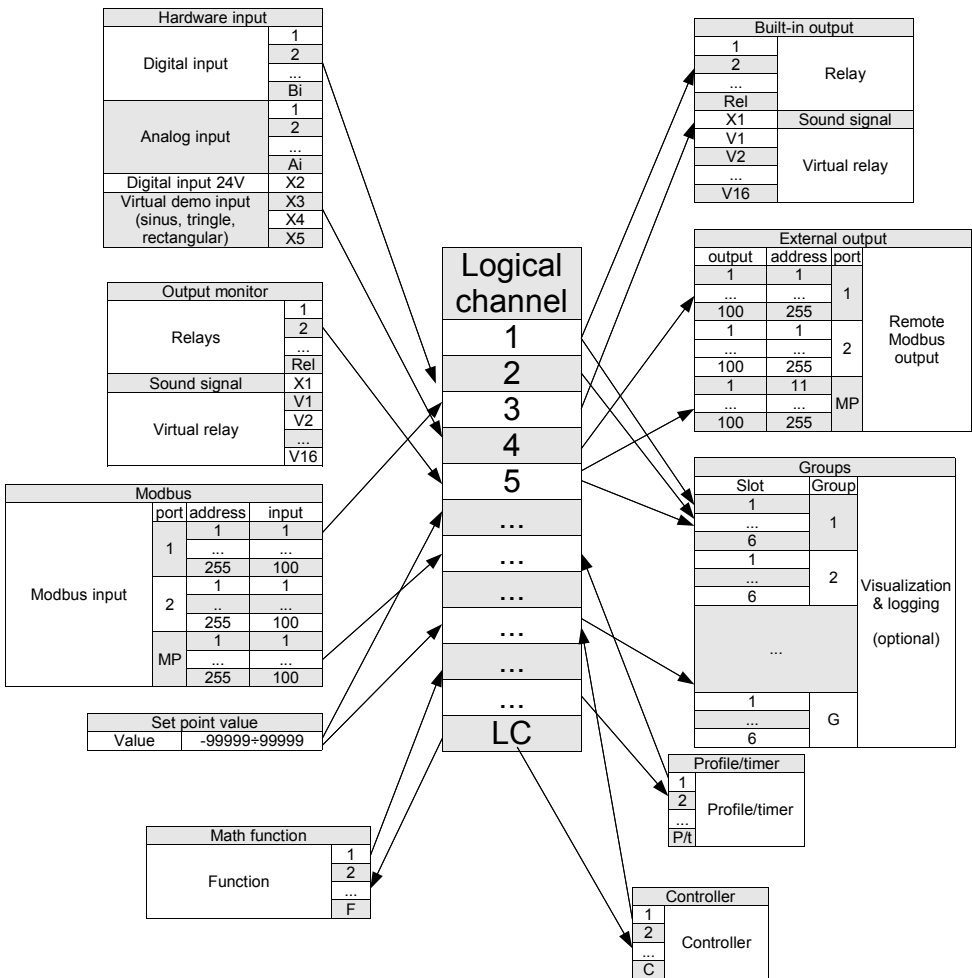 Hardware input
Digital input
1
2
...
Bi
Analog input
1
2
...
Ai
Digital input 24V X2
Virtual demo input
(sinus, tringle,
rectangular)
X3
X4
X5
Output monitor
Relays
1
2
...
Rel
Sound signal X1
Virtual relay
V1
V2
...
V16
Modbus
port address input
Modbus input
1
1 1
... ...
255 100
2
1 1
.. ...
255 100
MP
1 1
... ...
255 100
Set point value
Value -99999÷99999
Math function
Function
1
2
...
F
Logical
channel
1
2
3
4
5
...
...
...
...
...
...
LC
Built-in output
1
2
...
Rel
Relay
X1 Sound signal
V1
V2
...
V16
Virtual relay
External output
output address port
1 1
... ...
100 255
1
1 1
... ...
100 255
2
1 11
... ...
100 255
MP
Remote
Modbus
output
Groups
Slot Group
1
...
6
1
1
...
6
2
...
1
...
6
G
Visualization
& logging
(optional)
Profile/timer
1
2
...
P/t
Profile/timer
Controller
1
2
...
C
Controller